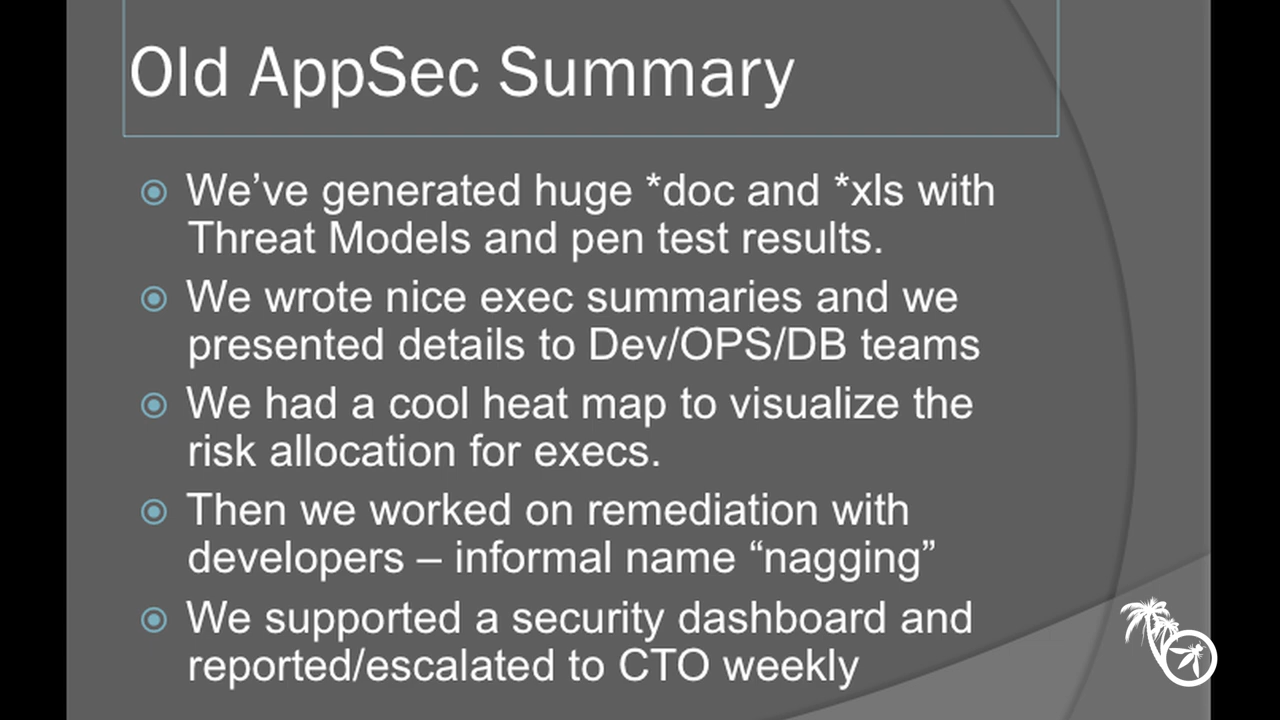 Old AppSec Summary
We’ve generated huge *doc and *xls with
Threat Models and pen test results.
We wrote nice exec summaries and we
presented details to Dev/OPS/DB teams
We had a cool heat map to visualize the
risk allocation for execs.
Then we worked on remediation with
developers – informal name “nagging”
We supported a security dashboard and
reported/escalated to CTO weekly